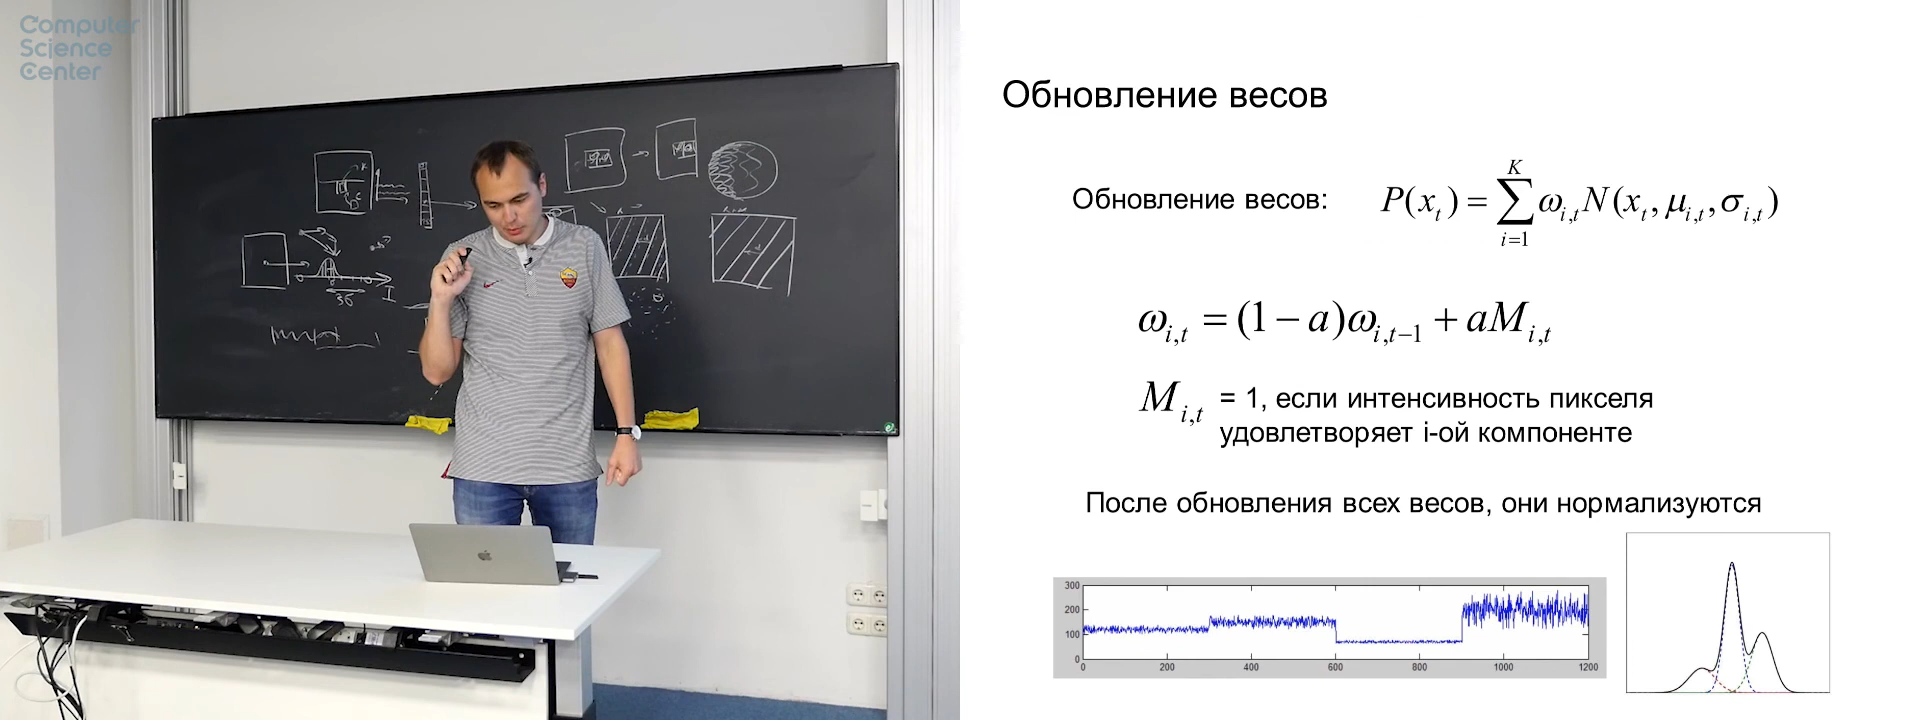 Computer
Science
Center
Обновление весов
Обновление весов: P(x_t) = \sum_{i=1}^{K} ω_{i,t} N(x_t, μ_{i,t}, σ_{i,t})
ω_{i,t} = (1 − a)ω_{i,t−1} + aM_{i,t}
M_{i,t} = 1, если интенсивность пикселя
удовлетворяет i-ой компоненте
После обновления всех весов, они нормализуются
300
200
100
0
0 200 400 600 800 1000 1200
3б
I